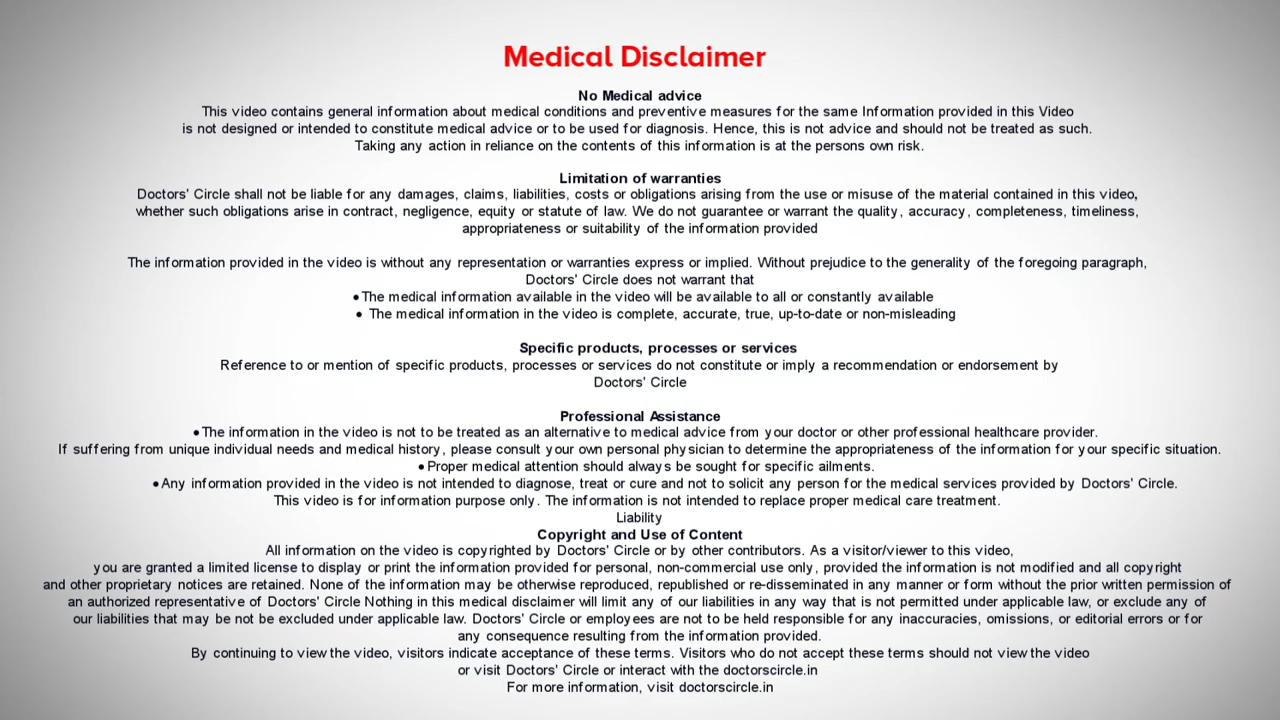 Medical Disclaimer
No Medical advice
This video contains general information about medical conditions and preventive measures for the same Information provided in this Video
is not designed or intended to constitute medical advice or to be used for diagnosis. Hence, this is not advice and should not be treated as such.
Taking any action in reliance on the contents of this information is at the persons own risk.
Limitation of warranties
Doctors' Circle shall not be liable for any damages, claims, liabilities, costs or obligations arising from the use or misuse of the material contained in this video,
whether such obligations arise in contract, negligence, equity or statute of law. We do not guarantee or warrant the quality, accuracy, completeness, timeliness,
appropriateness or suitability of the information provided
The information provided in the video is without any representation or warranties express or implied. Without prejudice to the generality of the foregoing paragraph,
Doctors' Circle does not warrant that
•The medical information available in the video will be available to all or constantly available
• The medical information in the video is complete, accurate, true, up-to-date or non-misleading
Specific products, processes or services
Reference to or mention of specific products, processes or services do not constitute or imply a recommendation or endorsement by
Doctors' Circle
Professional Assistance
•The information in the video is not to be treated as an alternative to medical advice from your doctor or other professional healthcare provider.
If suffering from unique individual needs and medical history, please consult your own personal physician to determine the appropriateness of the information for your specific situation.
•Proper medical attention should always be sought for specific ailments.
•Any information provided in the video is not intended to diagnose, treat or cure and not to solicit any person for the medical services provided by Doctors' Circle.
This video is for information purpose only. The information is not intended to replace proper medical care treatment.
Liability
Copyright and Use of Content
All information on the video is copyrighted by Doctors' Circle or by other contributors. As a visitor/viewer to this video,
you are granted a limited license to display or print the information provided for personal, non-commercial use only, provided the information is not modified and all copyright
and other proprietary notices are retained. None of the information may be otherwise reproduced, republished or re-disseminated in any manner or form without the prior written permission of
an authorized representative of Doctors' Circle Nothing in this medical disclaimer will limit any of our liabilities in any way that is not permitted under applicable law, or exclude any of
our liabilities that may be not be excluded under applicable law. Doctors' Circle or employees are not to be held responsible for any inaccuracies, omissions, or editorial errors or for
any consequence resulting from the information provided.
By continuing to view the video, visitors indicate acceptance of these terms. Visitors who do not accept these terms should not view the video
or visit Doctors' Circle or interact with the doctorscircle.in
For more information, visit doctorscircle.in